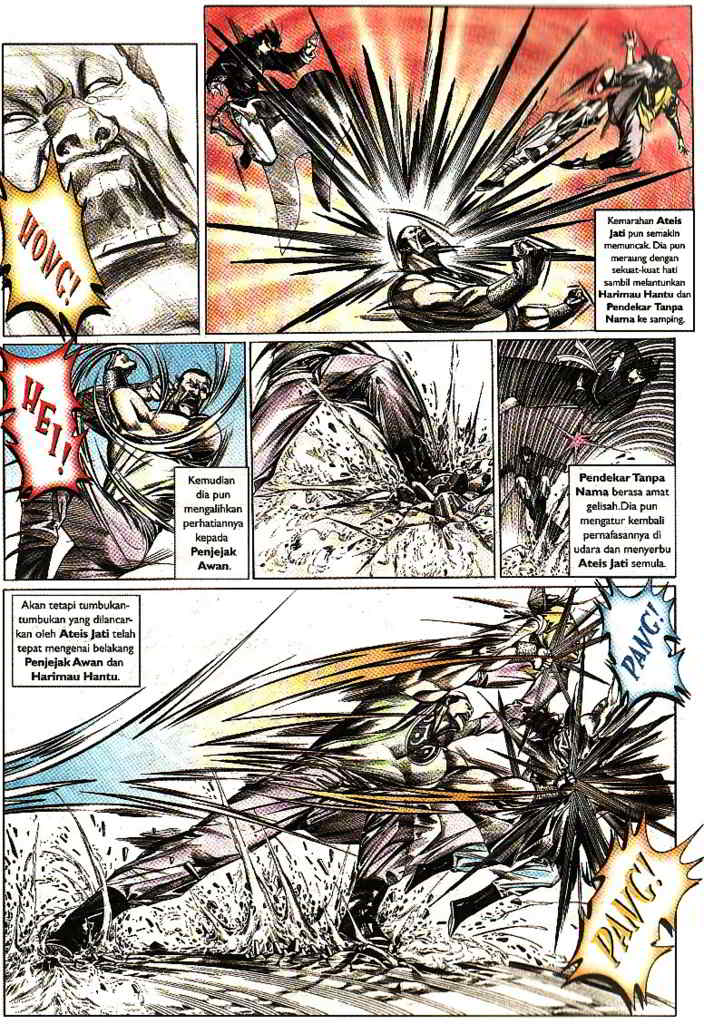 WONG!
Kemarahan Ateis
Jati pun semakin
memuncak. Dia pun
meraung dengan
sekuat-kuat hati
sambil melantunkan
Harimau Hantu dan
Pendekar Tanpa
Nama ke samping.
HEI!
Kemudian
dia pun
mengalihkan
perhatiannya
kepada
Penjejak
Awan.
Pendekar Tanpa
Nama berasa amat
gelisah.Dia pun
mengatur kembali
pernafasannya di
udara dan menyerbu
Ateis Jati semula.
Akan tetapi tumbukan-
tumbukan yang dilancar-
kan oleh Ateis Jati telah
tepat mengenai belakang
Penjejak Awan dan
Harimau Hantu.
PANG!
PANG!